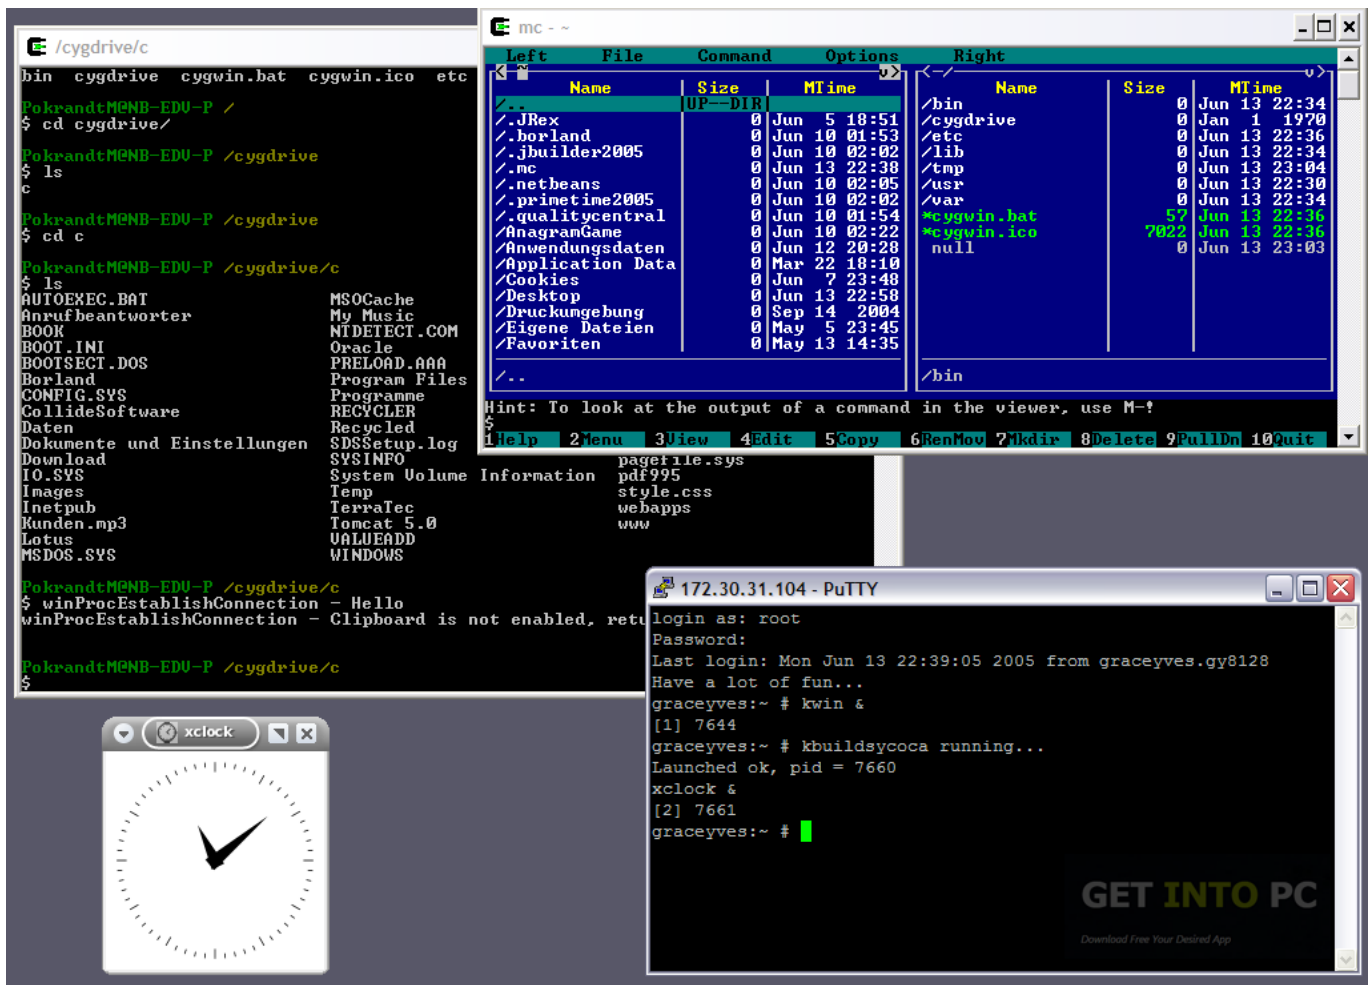 /cygdrive/c
bin cygdrive cygwin.bat cygwin.ico etc
PokrandtM@NB-EDV-P /
$ cd cygdrive/
PokrandtM@NB-EDV-P /cygdrive
$ ls
c
PokrandtM@NB-EDV-P /cygdrive
$ cd c
PokrandtM@NB-EDV-P /cygdrive/c
$ ls
AUTOEXEC.BAT MSOCache
Anrufbeantworter My Music
BOOK NTDETECT.COM
BOOT.INI Oracle
BOOTSECT.DOS PRELOAD.AAA
Borland Program Files
CONFIG.SYS Programme
CollideSoftware RECYCLER
Daten Recycled
Dokumente und Einstellungen SDSSetup.log
Download SYSINFO pagefile.sys
IO.SYS System Volume Information pdf995
Images Temp style.css
Inetpub TerraTec webapps
Kunden.mp3 Tomcat 5.0 www
Lotus VALUEADD
MSDOS.SYS WINDOWS
PokrandtM@NB-EDV-P /cygdrive/c
$ winProcEstablishConnection - Hello
winProcEstablishConnection - Clipboard is not enabled, retu
PokrandtM@NB-EDV-P /cygdrive/c
$
mc - ~
Left File Command Options Right
<-~ v> <-/ v>
Name Size MTime Name Size MTime
/.. UP--DIR /bin 0 Jun 13 22:34
/.JRex 0 Jun 5 18:51 /cygdrive 0 Jan 1 1970
/.borland 0 Jun 10 01:53 /etc 0 Jun 13 22:36
/.jbuilder2005 0 Jun 10 02:02 /lib 0 Jun 13 22:34
/.mc 0 Jun 13 22:38 /tmp 0 Jun 13 23:04
/.netbeans 0 Jun 10 02:05 /usr 0 Jun 13 22:30
/.primetime2005 0 Jun 10 02:02 /var 0 Jun 13 22:34
/.qualitycentral 0 Jun 10 01:54 *cygwin.bat 57 Jun 13 22:36
/AnagramGame 0 Jun 10 02:22 *cygwin.ico 7022 Jun 13 22:36
/Anwendungsdaten 0 Jun 12 20:28 null 0 Jun 13 23:03
/Application Data 0 Mar 22 18:10
/Cookies 0 Jun 7 23:48
/Desktop 0 Jun 13 22:58
/Druckumgebung 0 Sep 14 2004
/Eigene Dateien 0 May 5 23:45
/Favoriten 0 May 13 14:35
/.. /bin
Hint: To look at the output of a command in the viewer, use M-!
$
1Help 2Menu 3View 4Edit 5Copy 6RenMov 7Mkdir 8Delete 9PullDn 10Quit
172.30.31.104 - PuTTY
login as: root
Password:
Last login: Mon Jun 13 22:39:05 2005 from graceyves.gy8128
Have a lot of fun...
graceyves:~ # kwin &
[1] 7644
graceyves:~ # kbuildsycoca running...
Launched ok, pid = 7660
xclock &
[2] 7661
graceyves:~ #
GET INTO PC
Download Free Your Desired App
xclock